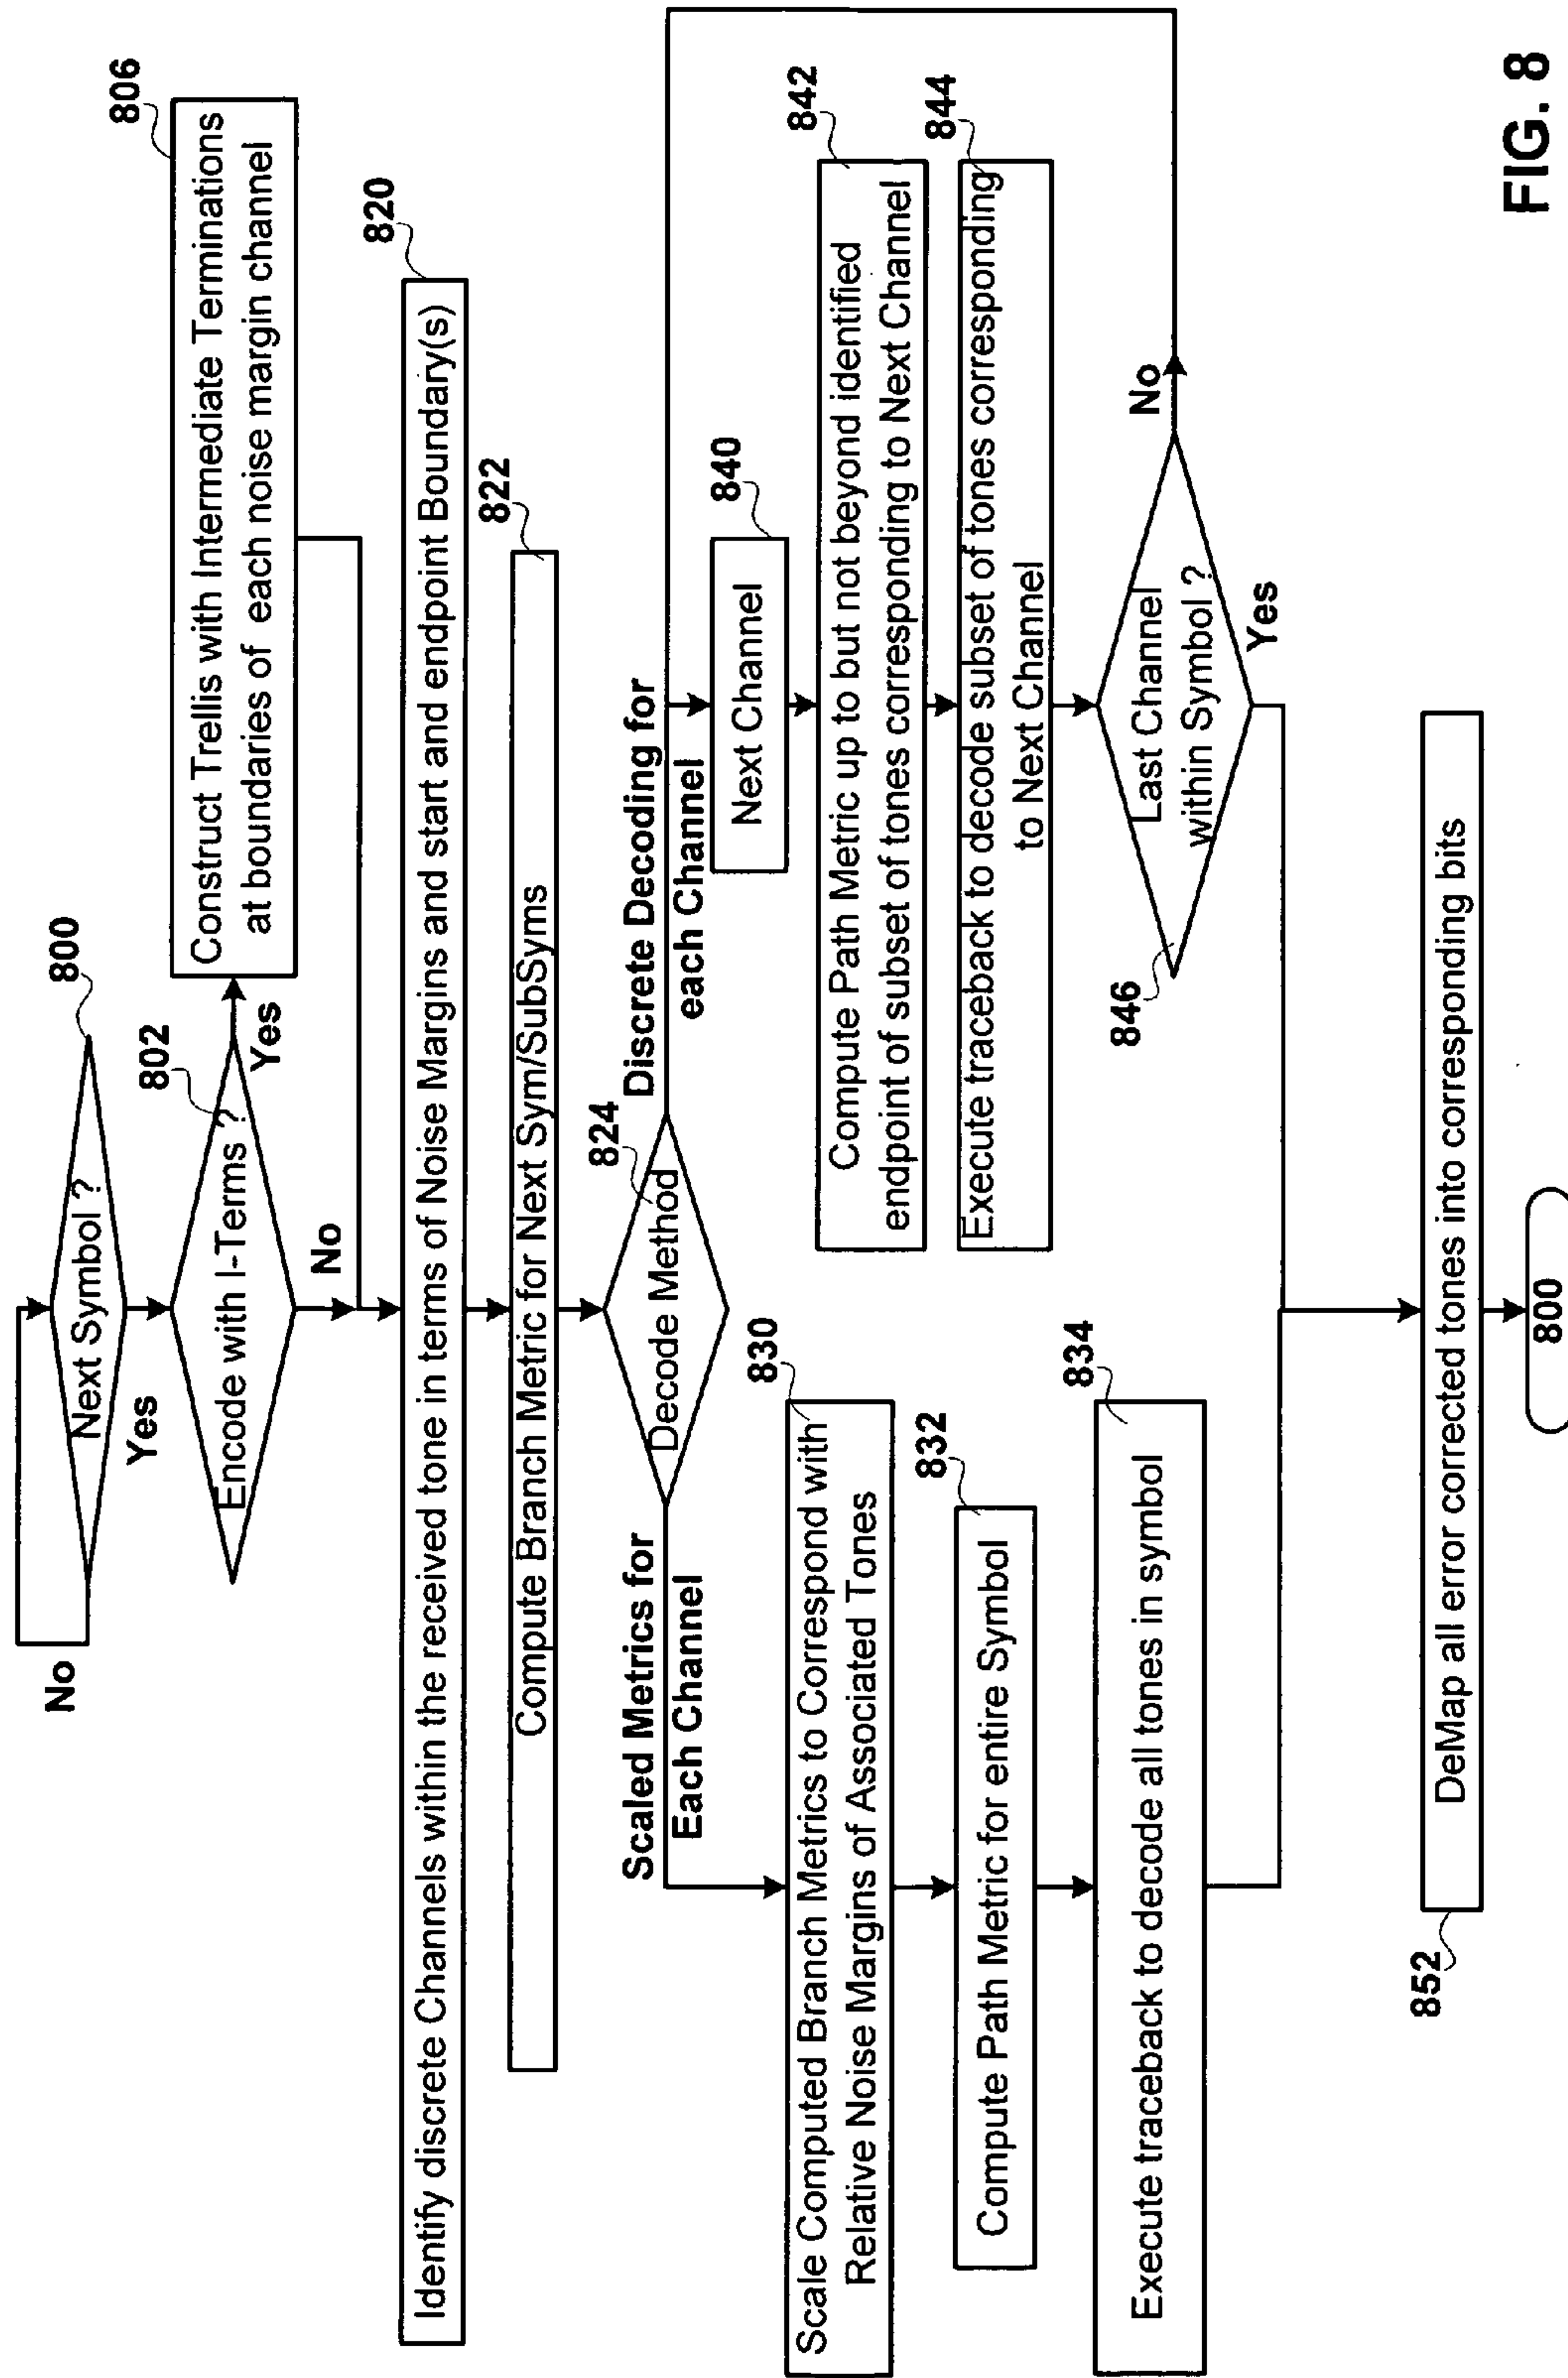 800
Next Symbol ?
No
Yes
802
Encode with I-Terms ?
Yes
No
806
Construct Trellis with Intermediate Terminations
at boundaries of each noise margin channel
820
Identify discrete Channels within the received tone in terms of Noise Margins and start and endpoint Boundary(s)
822
Compute Branch Metric for Next Sym/SubSyms
824
Decode Method
Scaled Metrics for
Each Channel
Discrete Decoding for
each Channel
830
Scale Computed Branch Metrics to Correspond with
Relative Noise Margins of Associated Tones
832
Compute Path Metric for entire Symbol
834
Execute traceback to decode all tones in symbol
840
Next Channel
842
Compute Path Metric up to but not beyond identified
endpoint of subset of tones corresponding to Next Channel
844
Execute traceback to decode subset of tones corresponding
to Next Channel
846
Last Channel
within Symbol ?
No
Yes
852
DeMap all error corrected tones into corresponding bits
800
FIG. 8